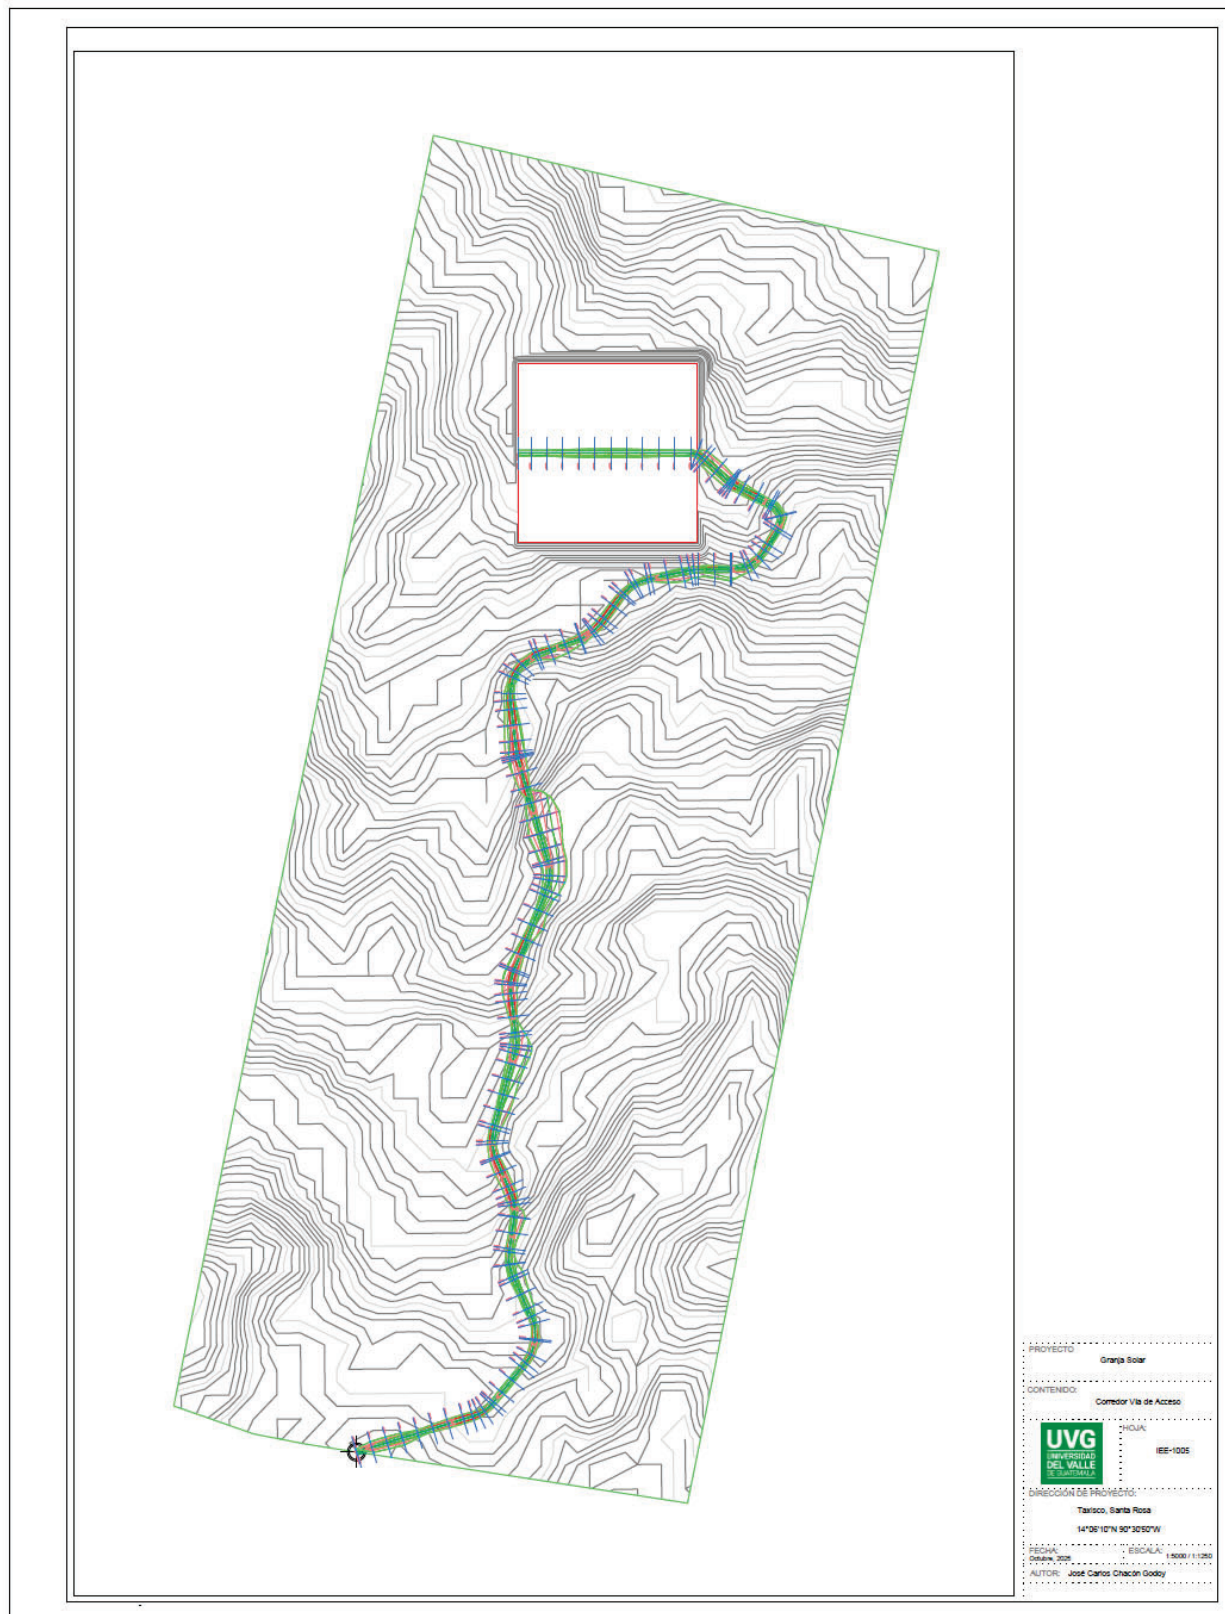 PROYECTO
Granja Solar
CONTENIDO:
Corredor Vía de Acceso
UVG
UNIVERSIDAD
DEL VALLE
DE GUATEMALA
HOJA:
IEE-1005
DIRECCIÓN DE PROYECTO:
Taxisco, Santa Rosa
14°06'10"N 90°30'50"W
FECHA:
Octubre, 2025
ESCALA:
1:5000 / 1:1250
AUTOR: José Carlos Chacón Godoy